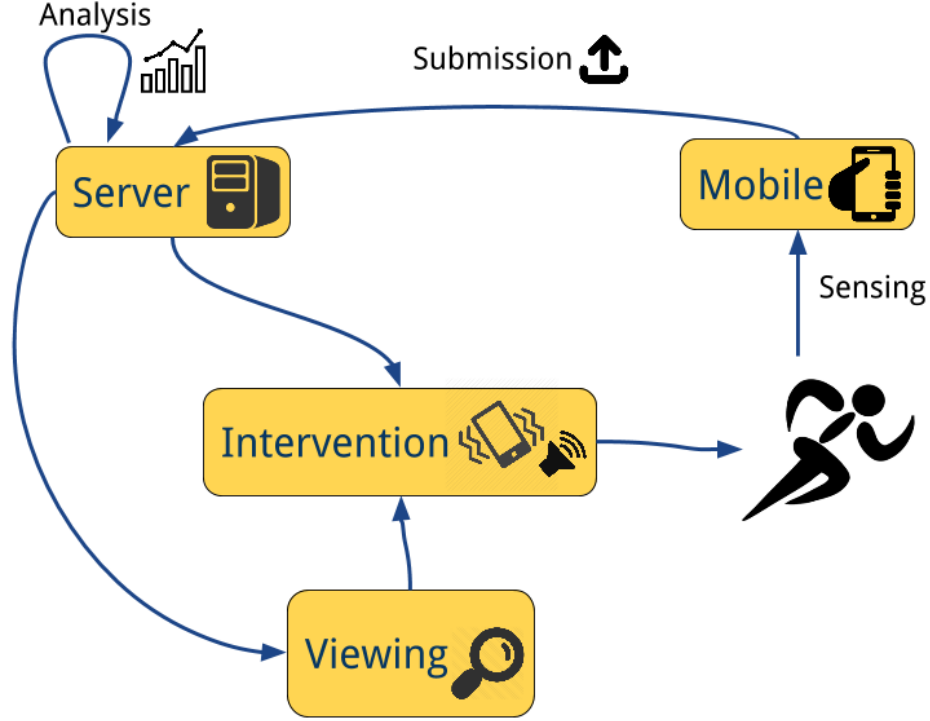 Analysis
Submission
Server
Mobile
Sensing
Intervention
Viewing